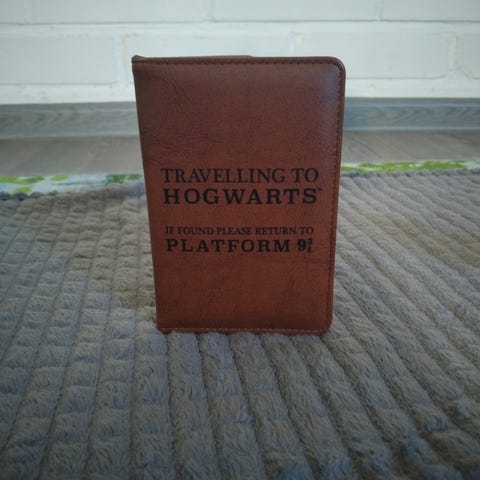 TRAVELLING TO
HOGWARTS™
IF FOUND PLEASE RETURN TO
PLATFORM 9¾